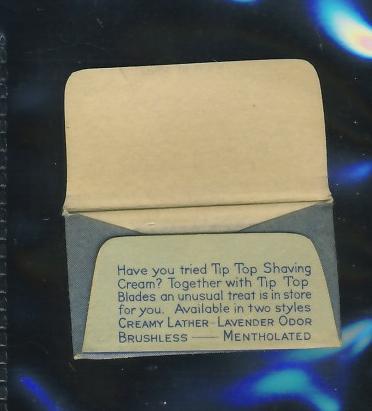 Have you tried Tip Top Shaving
Cream? Together with Tip Top
Blades an unusual treat is in store
for you. Available in two styles
CREAMY LATHER - LAVENDER ODOR
BRUSHLESS —— MENTHOLATED